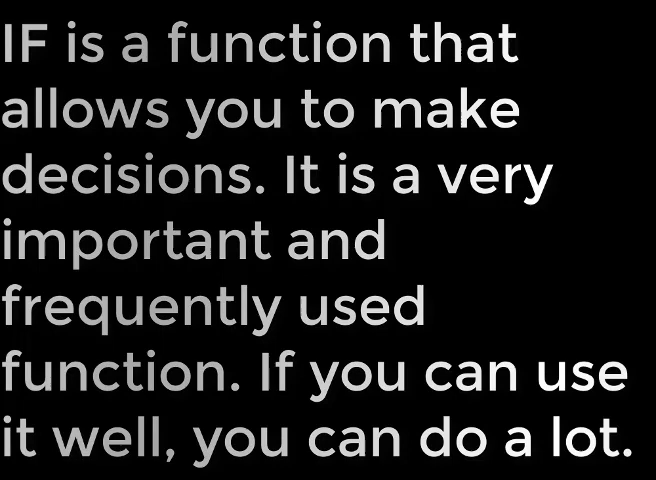 IF is a function that
allows you to make
decisions. It is a very
important and
frequently used
function. If you can use
it well, you can do a lot.